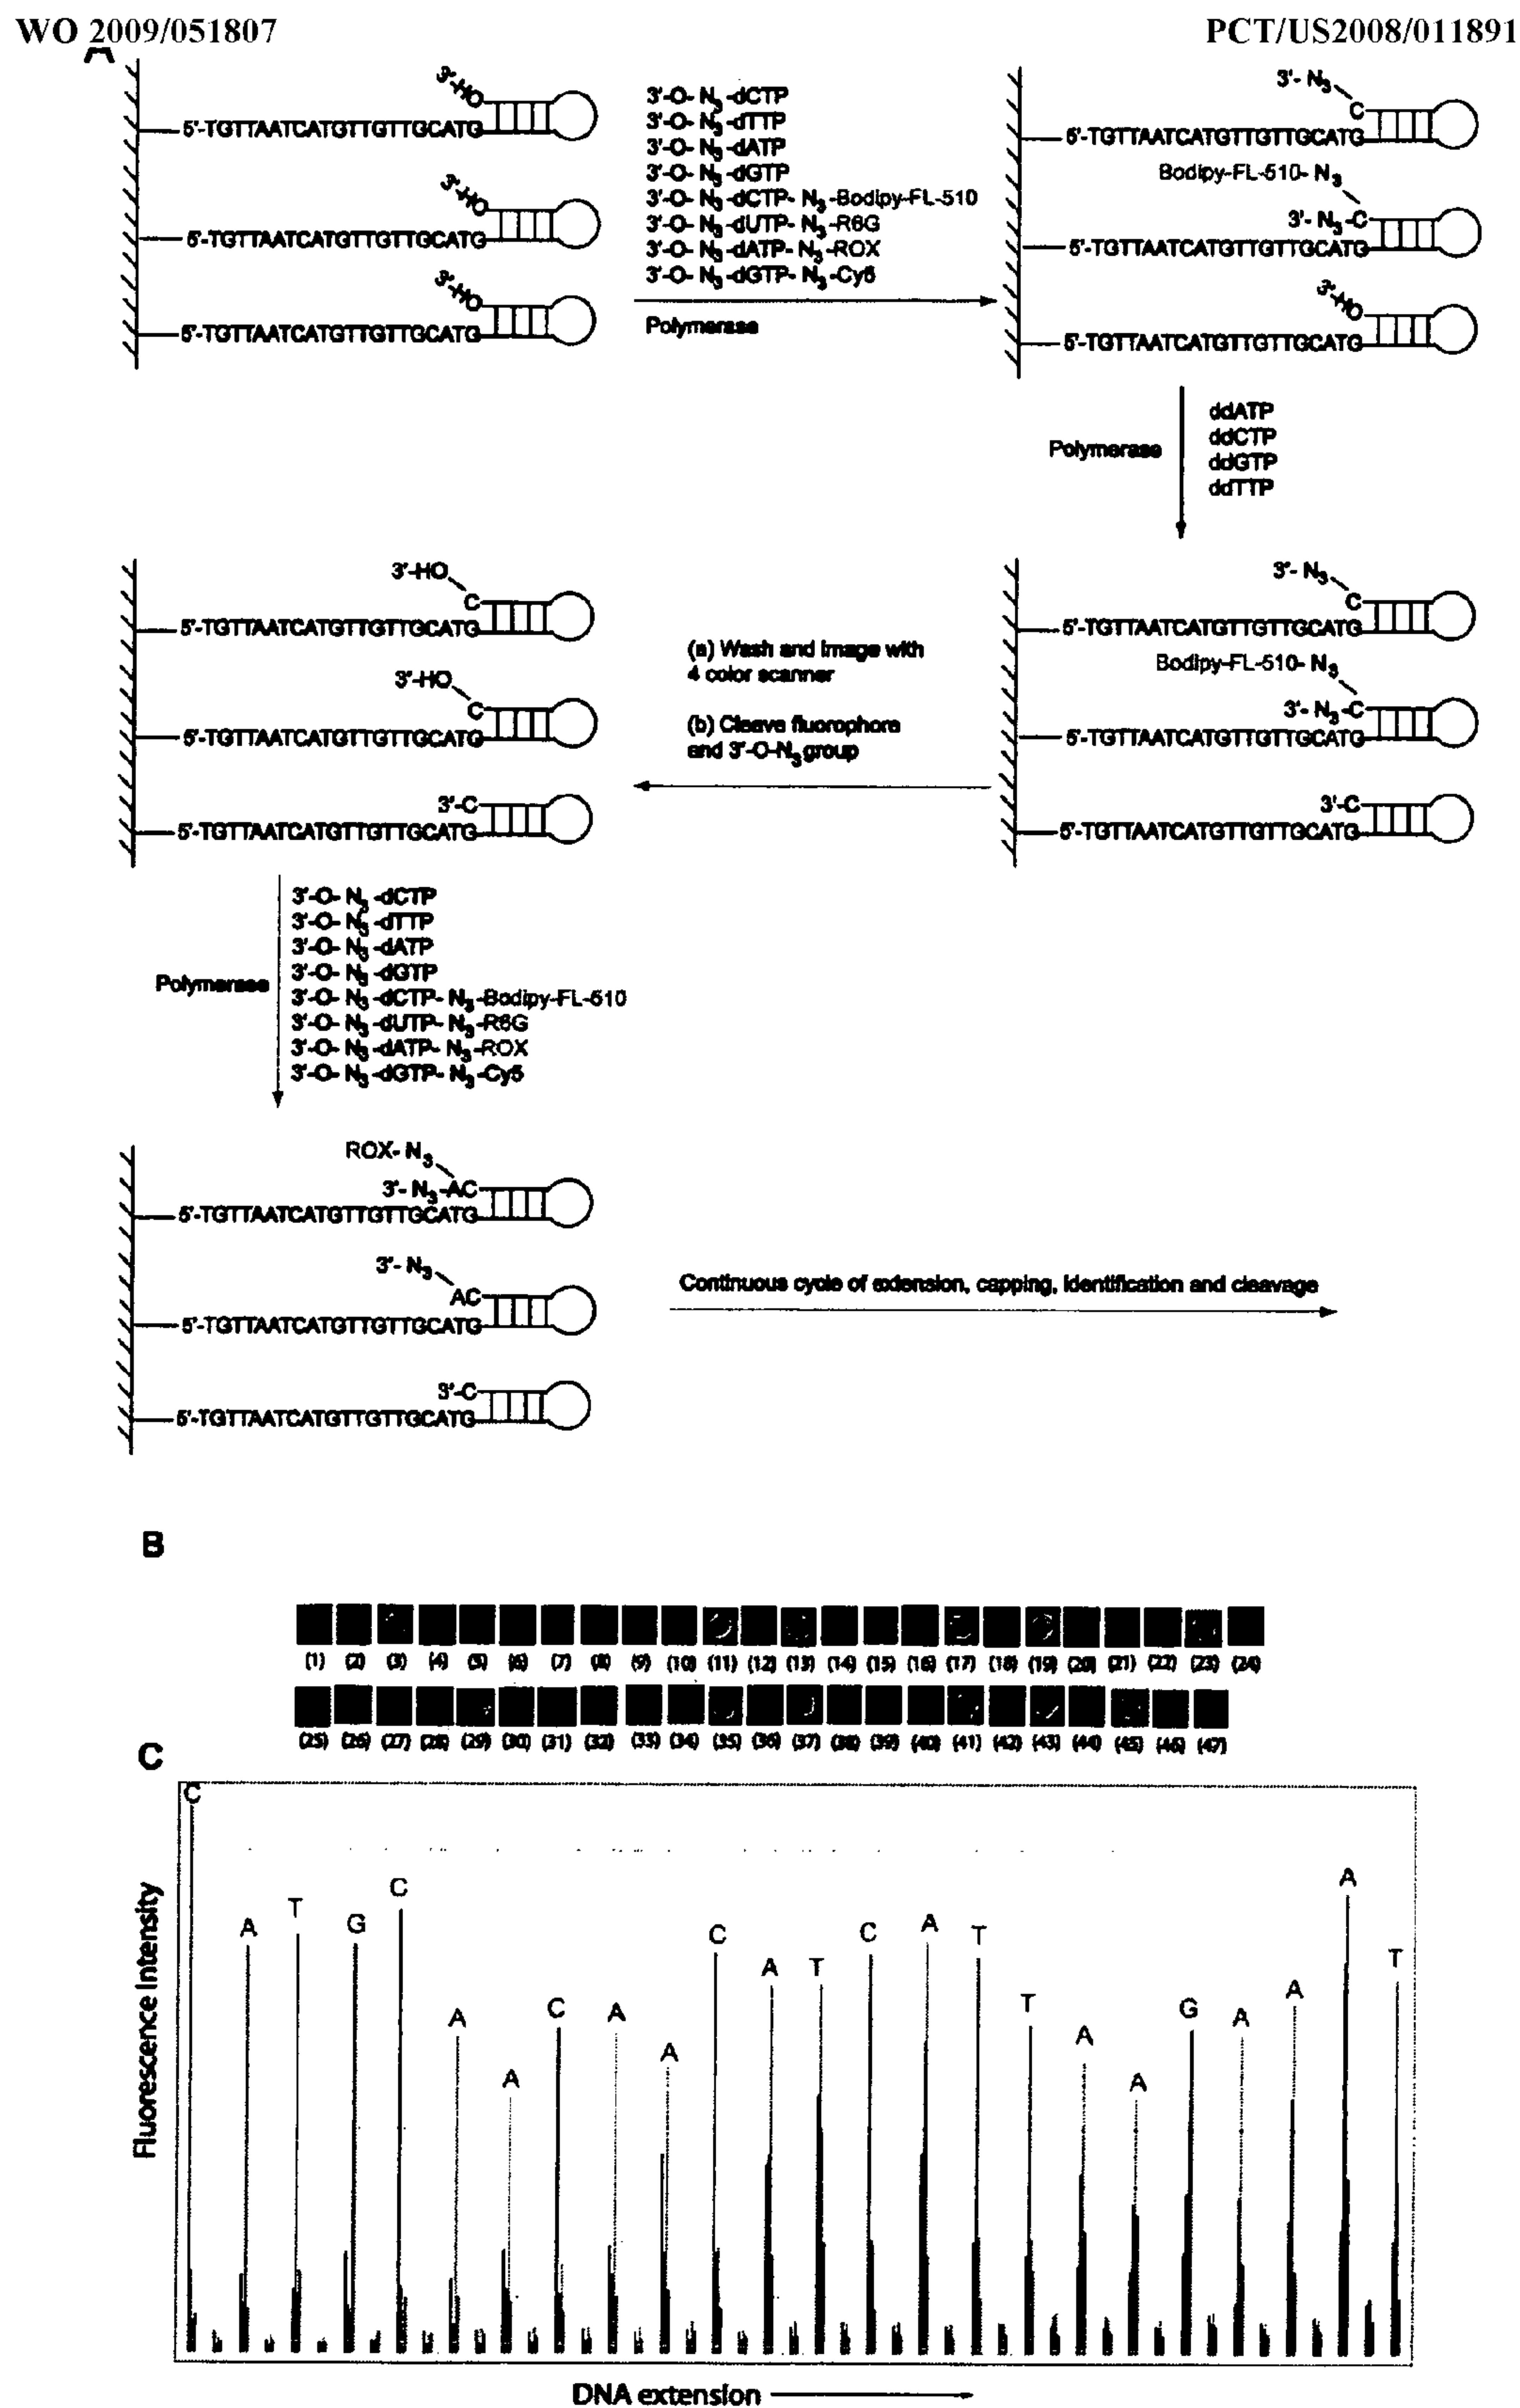 WO 2009/051807 PCT/US2008/011891
A
3'-HO
5'-TGTTAATCATGTTGTTGCATG
3'-HO
5'-TGTTAATCATGTTGTTGCATG
3'-HO
5'-TGTTAATCATGTTGTTGCATG
3'-O- N3 -dCTP
3'-O- N3 -dTTP
3'-O- N3 -dATP
3'-O- N3 -dGTP
3'-O- N3 -dCTP- N3 -Bodipy-FL-510
3'-O- N3 -dUTP- N3 -R6G
3'-O- N3 -dATP- N3 -ROX
3'-O- N3 -dGTP- N3 -Cy5
Polymerase
3'- N3
C
5'-TGTTAATCATGTTGTTGCATG
Bodipy-FL-510- N3
3'- N3 -C
5'-TGTTAATCATGTTGTTGCATG
3'-HO
5'-TGTTAATCATGTTGTTGCATG
Polymerase
ddATP
ddCTP
ddGTP
ddTTP
3'- N3
C
5'-TGTTAATCATGTTGTTGCATG
Bodipy-FL-510- N3
3'- N3 -C
5'-TGTTAATCATGTTGTTGCATG
3'-C
5'-TGTTAATCATGTTGTTGCATG
(a) Wash and image with
4 color scanner
(b) Cleave fluorophore
and 3'-O-N3 group
3'-HO
C
5'-TGTTAATCATGTTGTTGCATG
3'-HO
C
5'-TGTTAATCATGTTGTTGCATG
3'-C
5'-TGTTAATCATGTTGTTGCATG
Polymerase
3'-O- N3 -dCTP
3'-O- N3 -dTTP
3'-O- N3 -dATP
3'-O- N3 -dGTP
3'-O- N3 -dCTP- N3 -Bodipy-FL-510
3'-O- N3 -dUTP- N3 -R6G
3'-O- N3 -dATP- N3 -ROX
3'-O- N3 -dGTP- N3 -Cy5
ROX- N3
3'- N3 -AC
5'-TGTTAATCATGTTGTTGCATG
3'- N3
AC
5'-TGTTAATCATGTTGTTGCATG
3'-C
5'-TGTTAATCATGTTGTTGCATG
Continuous cycle of extension, capping, identification and cleavage
B
(1) (2) (3) (4) (5) (6) (7) (8) (9) (10) (11) (12) (13) (14) (15) (16) (17) (18) (19) (20) (21) (22) (23) (24)
(25) (26) (27) (28) (29) (30) (31) (32) (33) (34) (35) (36) (37) (38) (39) (40) (41) (42) (43) (44) (45) (46) (47)
C
Fluorescence Intensity
C A T G C A A C A A C A T C A T T A A G A A A T
DNA extension